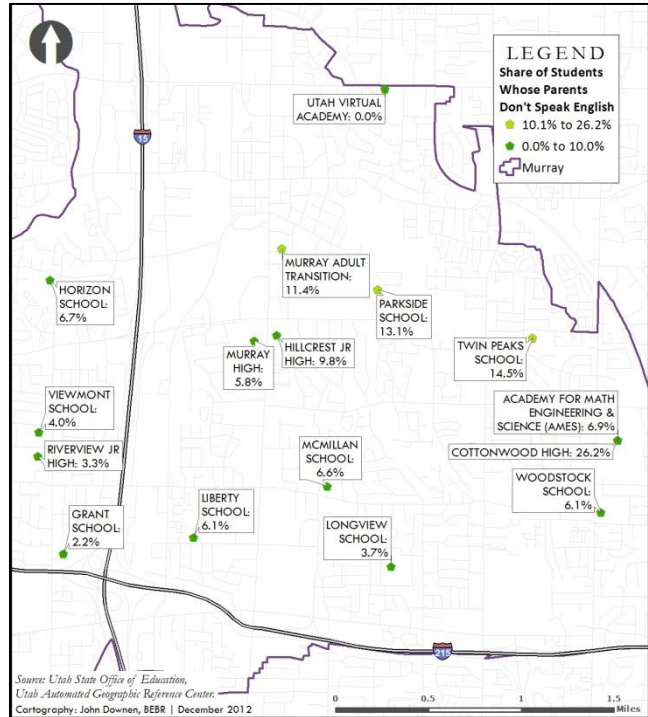 LEGEND
Share of Students
Whose Parents
Don't Speak English
10.1% to 26.2%
0.0% to 10.0%
Murray
UTAH VIRTUAL
ACADEMY: 0.0%
15
MURRAY ADULT
TRANSITION:
11.4%
HORIZON
SCHOOL:
6.7%
PARKSIDE
SCHOOL:
13.1%
HILLCREST JR
HIGH: 9.8%
MURRAY
HIGH:
5.8%
TWIN PEAKS
SCHOOL:
14.5%
VIEWMONT
SCHOOL:
4.0%
ACADEMY FOR MATH
ENGINEERING &
SCIENCE (AMES): 6.9%
RIVERVIEW JR
HIGH: 3.3%
COTTONWOOD HIGH: 26.2%
MCMILLAN
SCHOOL:
6.6%
WOODSTOCK
SCHOOL:
6.1%
LIBERTY
SCHOOL:
6.1%
GRANT
SCHOOL:
2.2%
LONGVIEW
SCHOOL:
3.7%
215
Source: Utah State Office of Education,
Utah Automated Geographic Reference Center.
Cartography: John Downen, BEBR | December 2012
0 0.5 1 1.5
Miles